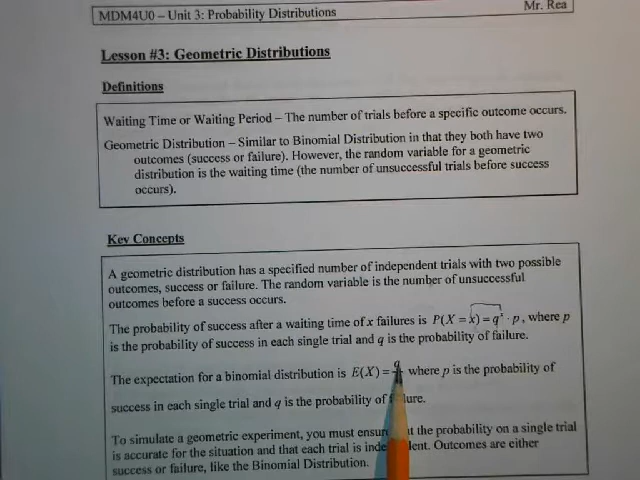 MDM4U0 – Unit 3: Probability Distributions
Mr. Rea
Lesson #3: Geometric Distributions
Definitions
Waiting Time or Waiting Period – The number of trials before a specific outcome occurs.
Geometric Distribution – Similar to Binomial Distribution in that they both have two
outcomes (success or failure). However, the random variable for a geometric
distribution is the waiting time (the number of unsuccessful trials before success
occurs).
Key Concepts
A geometric distribution has a specified number of independent trials with two possible
outcomes, success or failure. The random variable is the number of unsuccessful
outcomes before a success occurs.
The probability of success after a waiting time of x failures is P(X = x) = qˣ · p, where p
is the probability of success in each single trial and q is the probability of failure.
The expectation for a binomial distribution is E(X) = q where p is the probability of
success in each single trial and q is the probability of
To simulate a geometric experiment, you must the probability on a single trial
is accurate for the situation and that each trial is Outcomes are either
success or failure, like the Binomial Distribution.